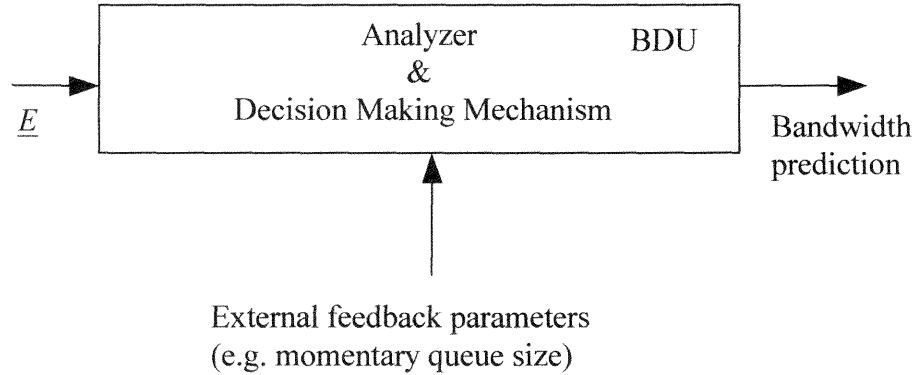 Analyzer BDU
&
Decision Making Mechanism
E
Bandwidth
prediction
External feedback parameters
(e.g. momentary queue size)